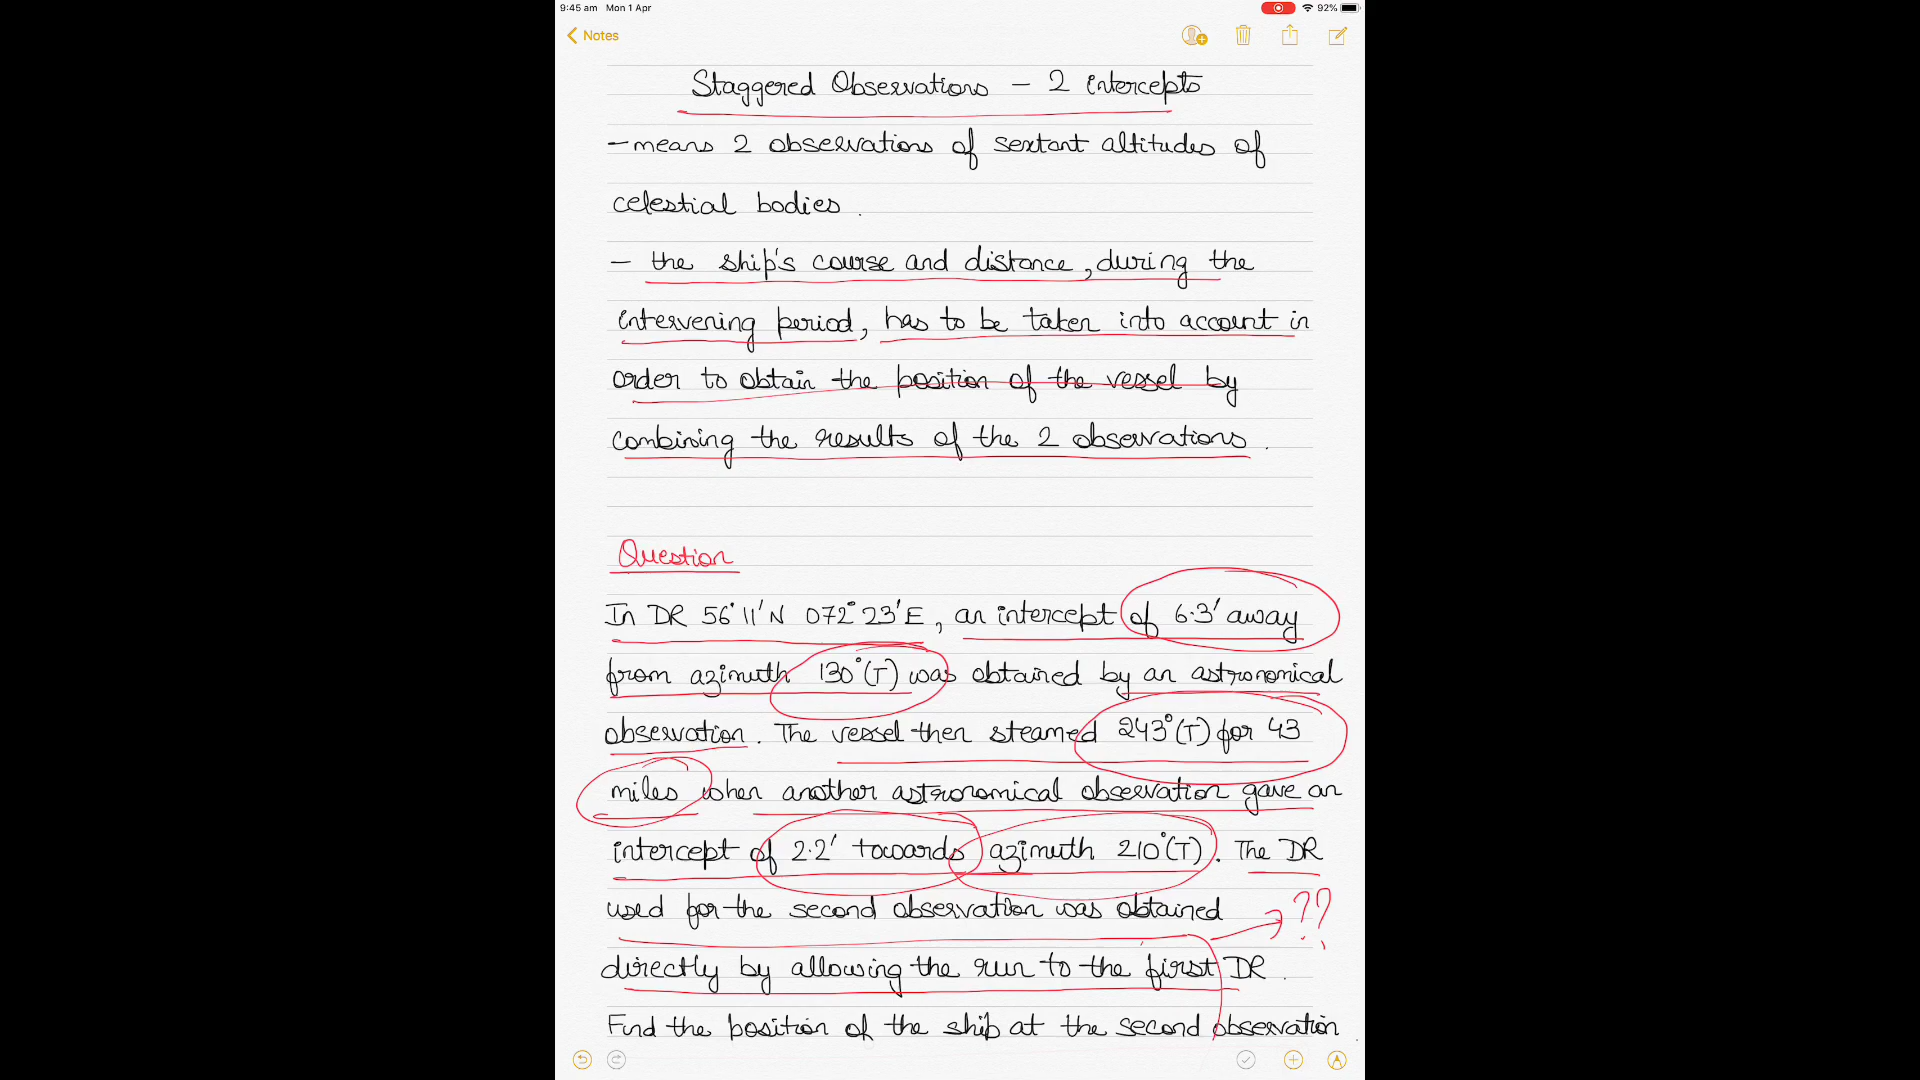 9:45 am Mon 1 Apr
92%
Notes
Staggered Observations – 2 intercepts
– means 2 observations of sextant altitudes of
celestial bodies.
– the ship's course and distance, during the
intervening period, has to be taken into account in
order to obtain the position of the vessel by
combining the results of the 2 observations.
Question
In DR 56° 11' N 072° 23' E, an intercept of 6.3' away
from azimuth 130°(T) was obtained by an astronomical
observation. The vessel then steamed 243°(T) for 43
miles when another astronomical observation gave an
intercept of 2.2' towards azimuth 210°(T). The DR
used for the second observation was obtained
??
directly by allowing the run to the first DR.
Find the position of the ship at the second observation